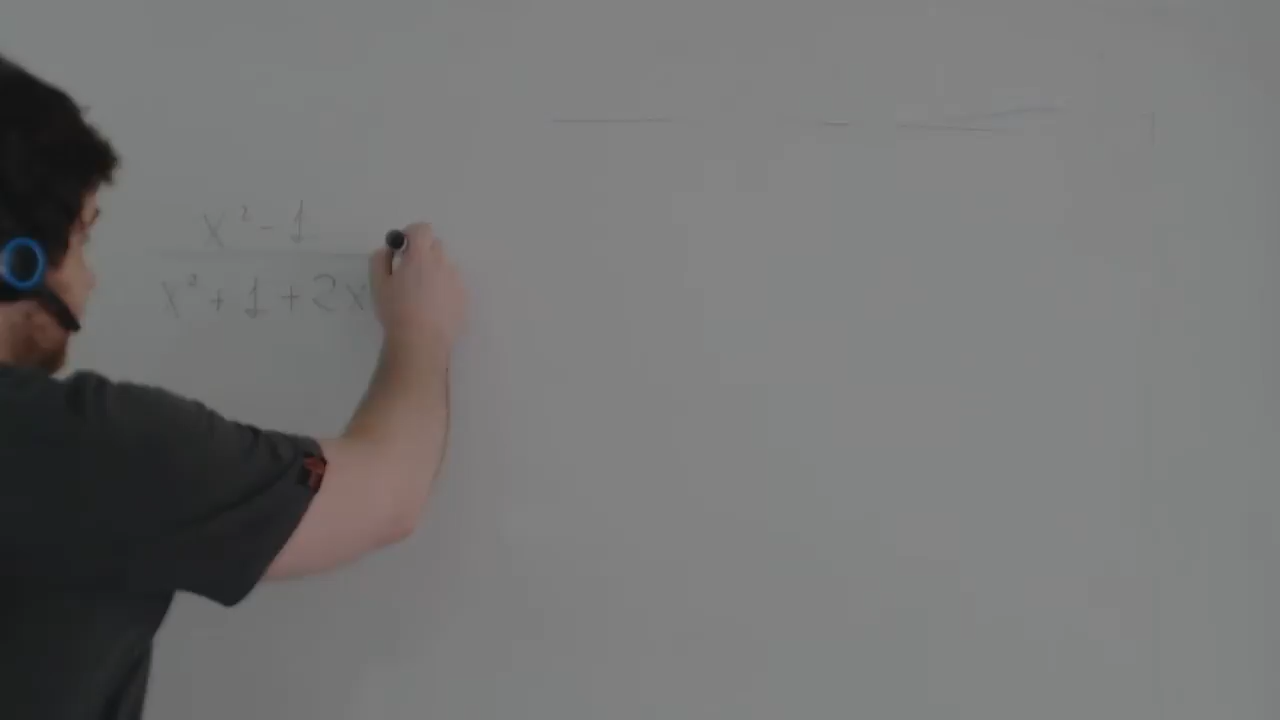 x² - 1
x² + 1 + 2x